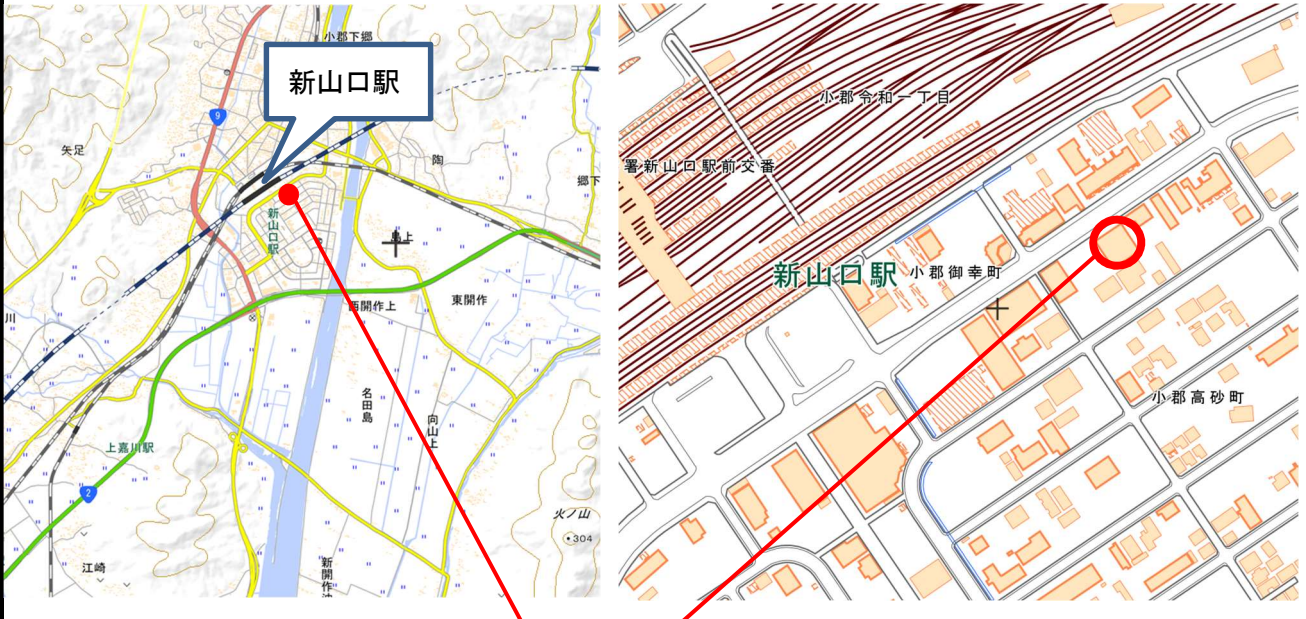 小郡下郷
新山口駅
9
矢足
陶
郷下
新山口駅
島上
西開作上
東開作
川
名田島
向山上
上嘉川駅
2
火ノ山
304
江崎
新開作
小郡令和一丁目
署新山口駅前交番
新山口駅
小郡御幸町
小郡高砂町